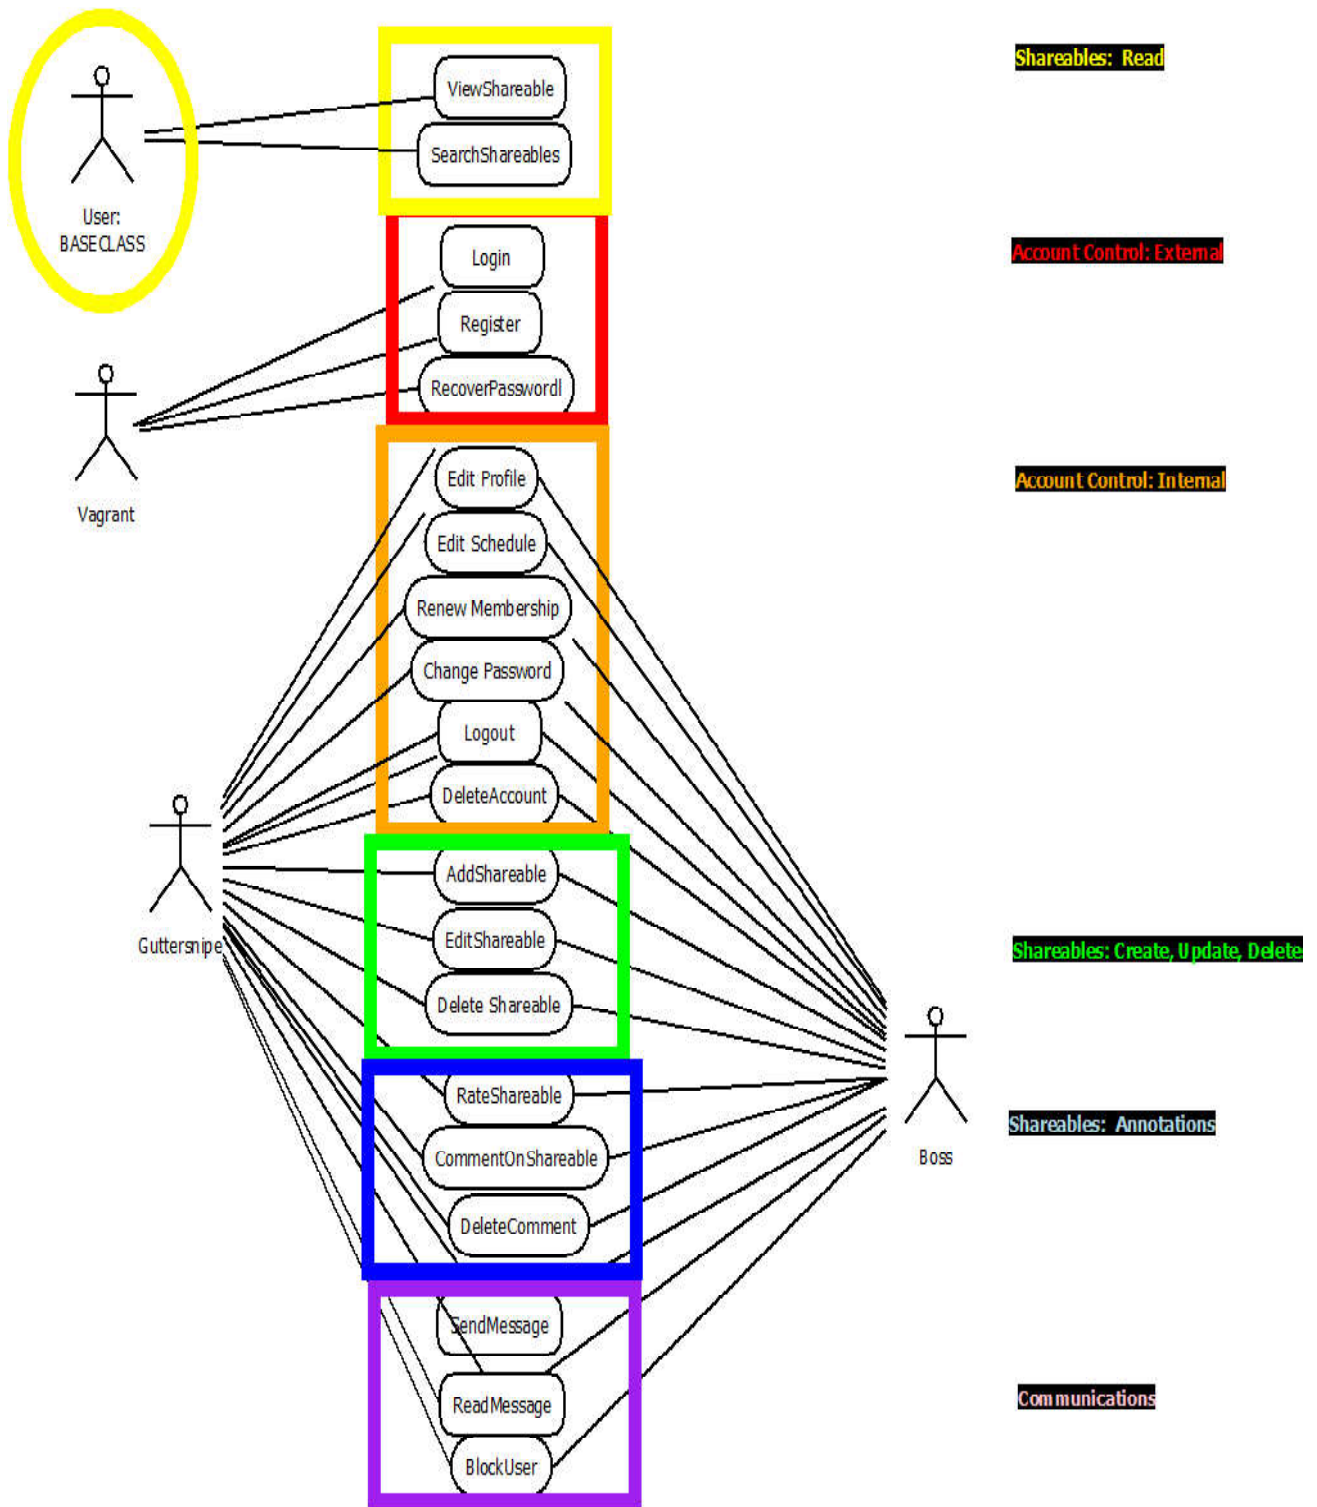 Shareables: Read
ViewShareable
SearchShareables
User:
BASECLASS
Account Control: External
Login
Register
RecoverPasswordl
Vagrant
Account Control: Internal
Edit Profile
Edit Schedule
Renew Membership
Change Password
Logout
DeleteAccount
Guttersnipe
AddShareable
EditShareable
Delete Shareable
Shareables: Create, Update, Delete
RateShareable
CommentOnShareable
DeleteComment
Shareables: Annotations
Boss
SendMessage
ReadMessage
BlockUser
Communications